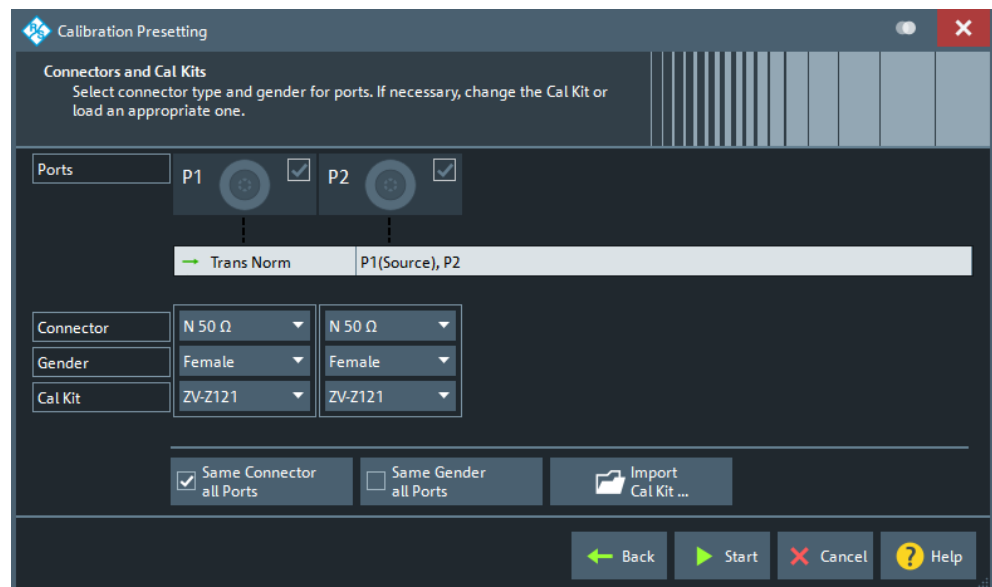 Calibration Presetting
Connectors and Cal Kits
Select connector type and gender for ports. If necessary, change the Cal Kit or
load an appropriate one.
Ports P1 P2
Trans Norm P1(Source), P2
Connector N 50 Ω N 50 Ω
Gender Female Female
Cal Kit ZV-Z121 ZV-Z121
Same Connector
all Ports
Same Gender
all Ports
Import
Cal Kit ...
Back Start Cancel ? Help